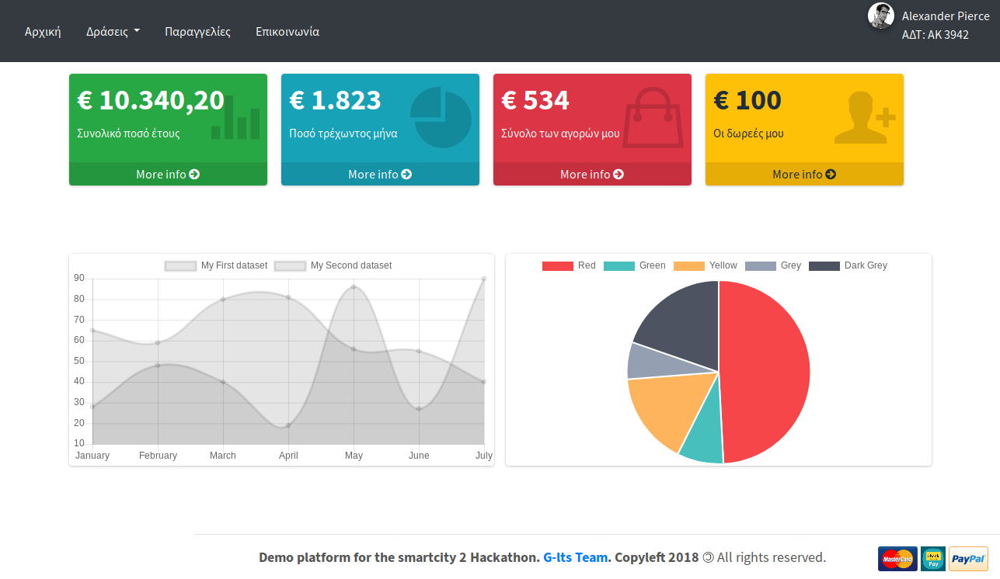 Αρχική Δράσεις Παραγγελίες Επικοινωνία
Alexander Pierce
ΑΔΤ: ΑΚ 3942
€ 10.340,20
Συνολικό ποσό έτους
More info
€ 1.823
Ποσό τρέχωντος μήνα
More info
€ 534
Σύνολο των αγορών μου
More info
€ 100
Οι δωρεές μου
More info
My First dataset My Second dataset
90
80
70
60
50
40
30
20
10
January February March April May June July
Red Green Yellow Grey Dark Grey
Demo platform for the smartcity 2 Hackathon. G-Its Team. Copyleft 2018 🄯 All rights reserved.
MasterCard
check
Pay
PayPal